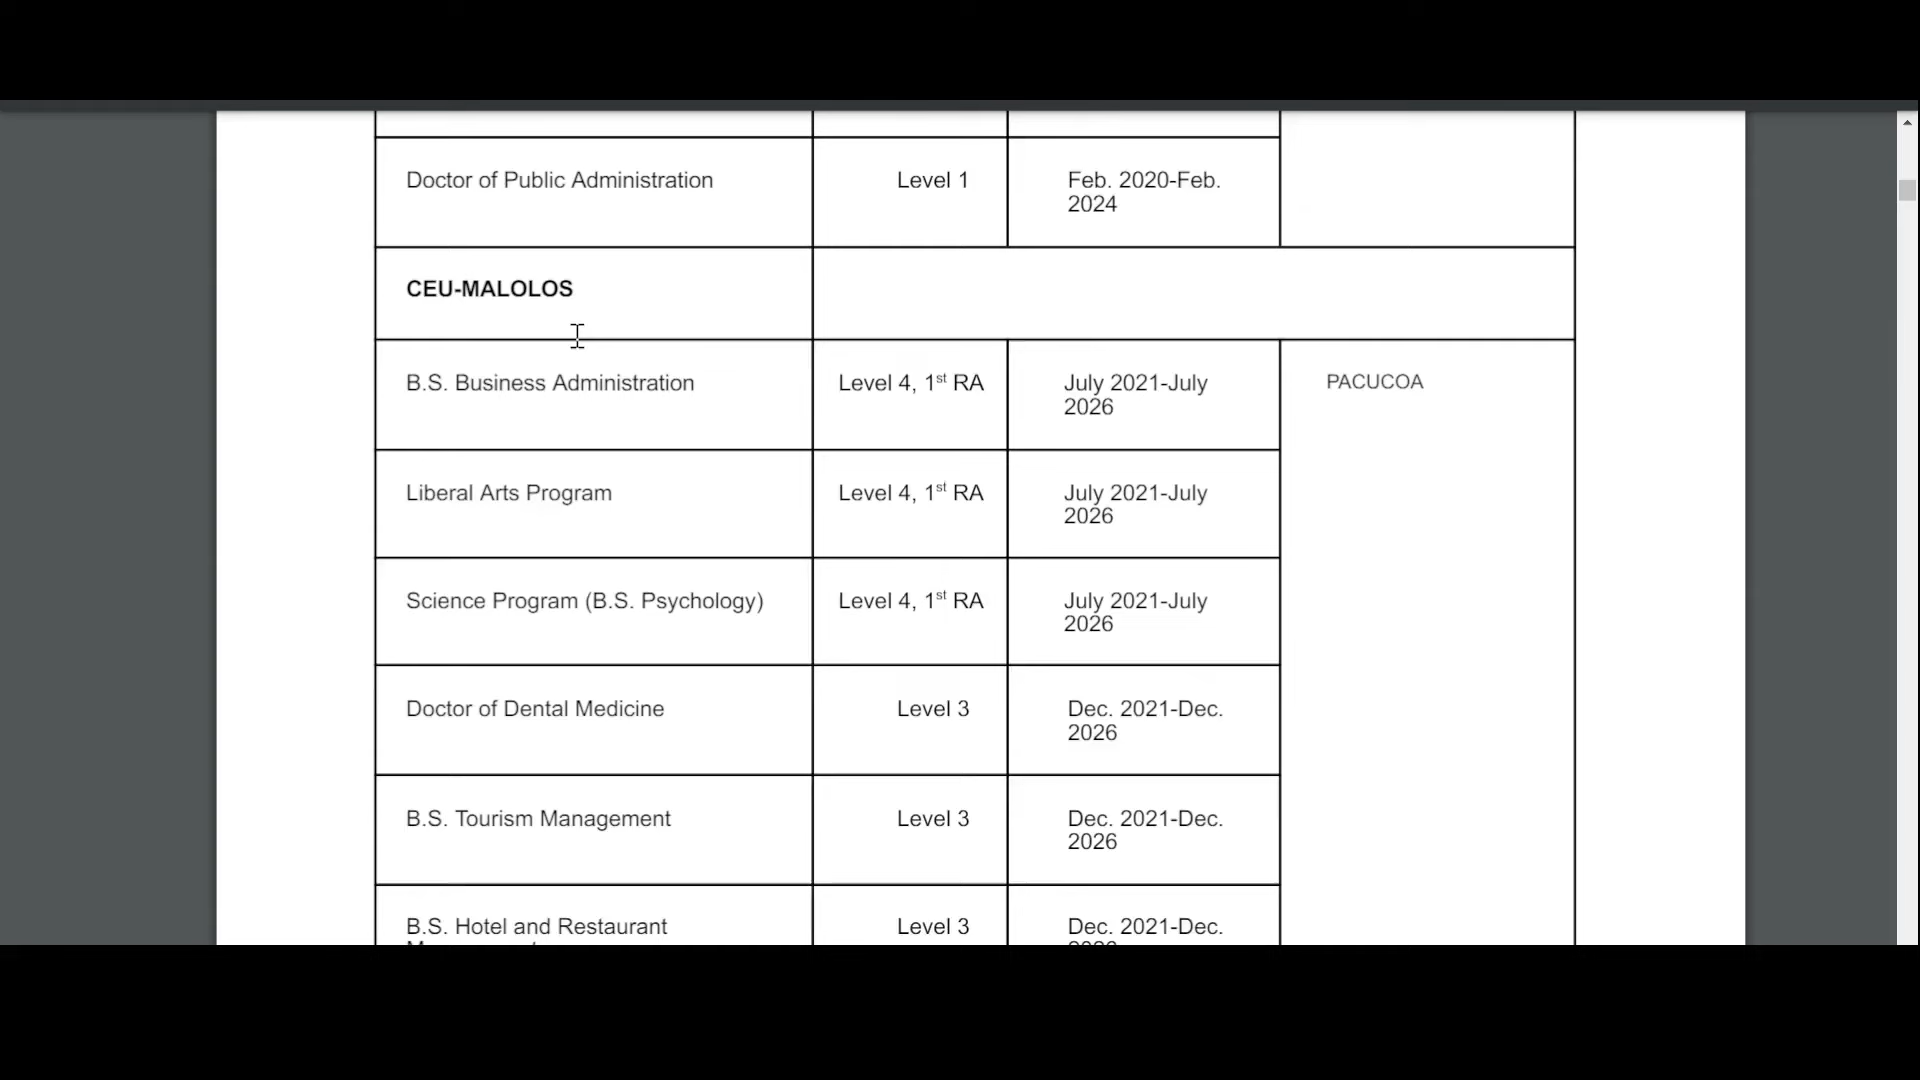 Doctor of Public Administration Level 1 Feb. 2020-Feb.
2024
CEU-MALOLOS
B.S. Business Administration Level 4, 1st RA July 2021-July PACUCOA
2026
Liberal Arts Program Level 4, 1st RA July 2021-July
2026
Science Program (B.S. Psychology) Level 4, 1st RA July 2021-July
2026
Doctor of Dental Medicine Level 3 Dec. 2021-Dec.
2026
B.S. Tourism Management Level 3 Dec. 2021-Dec.
2026
B.S. Hotel and Restaurant Level 3 Dec. 2021-Dec.